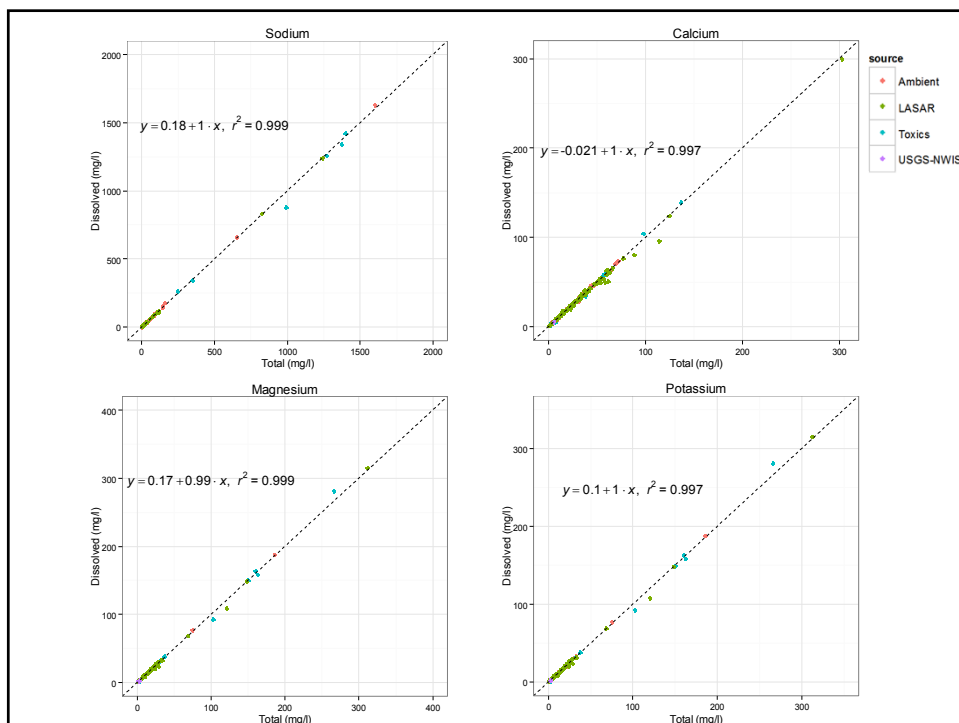 Sodium
2000
1500
1000
500
0
Dissolved (mg/l)
y = 0.18 + 1 · x, r² = 0.999
0 500 1000 1500 2000
Total (mg/l)
Calcium
300
200
100
0
Dissolved (mg/l)
y = -0.021 + 1 · x, r² = 0.997
0 100 200 300
Total (mg/l)
source
Ambient
LASAR
Toxics
USGS-NWIS
Magnesium
400
300
200
100
0
Dissolved (mg/l)
y = 0.17 + 0.99 · x, r² = 0.999
0 100 200 300 400
Total (mg/l)
Potassium
300
200
100
0
Dissolved (mg/l)
y = 0.1 + 1 · x, r² = 0.997
0 100 200 300
Total (mg/l)